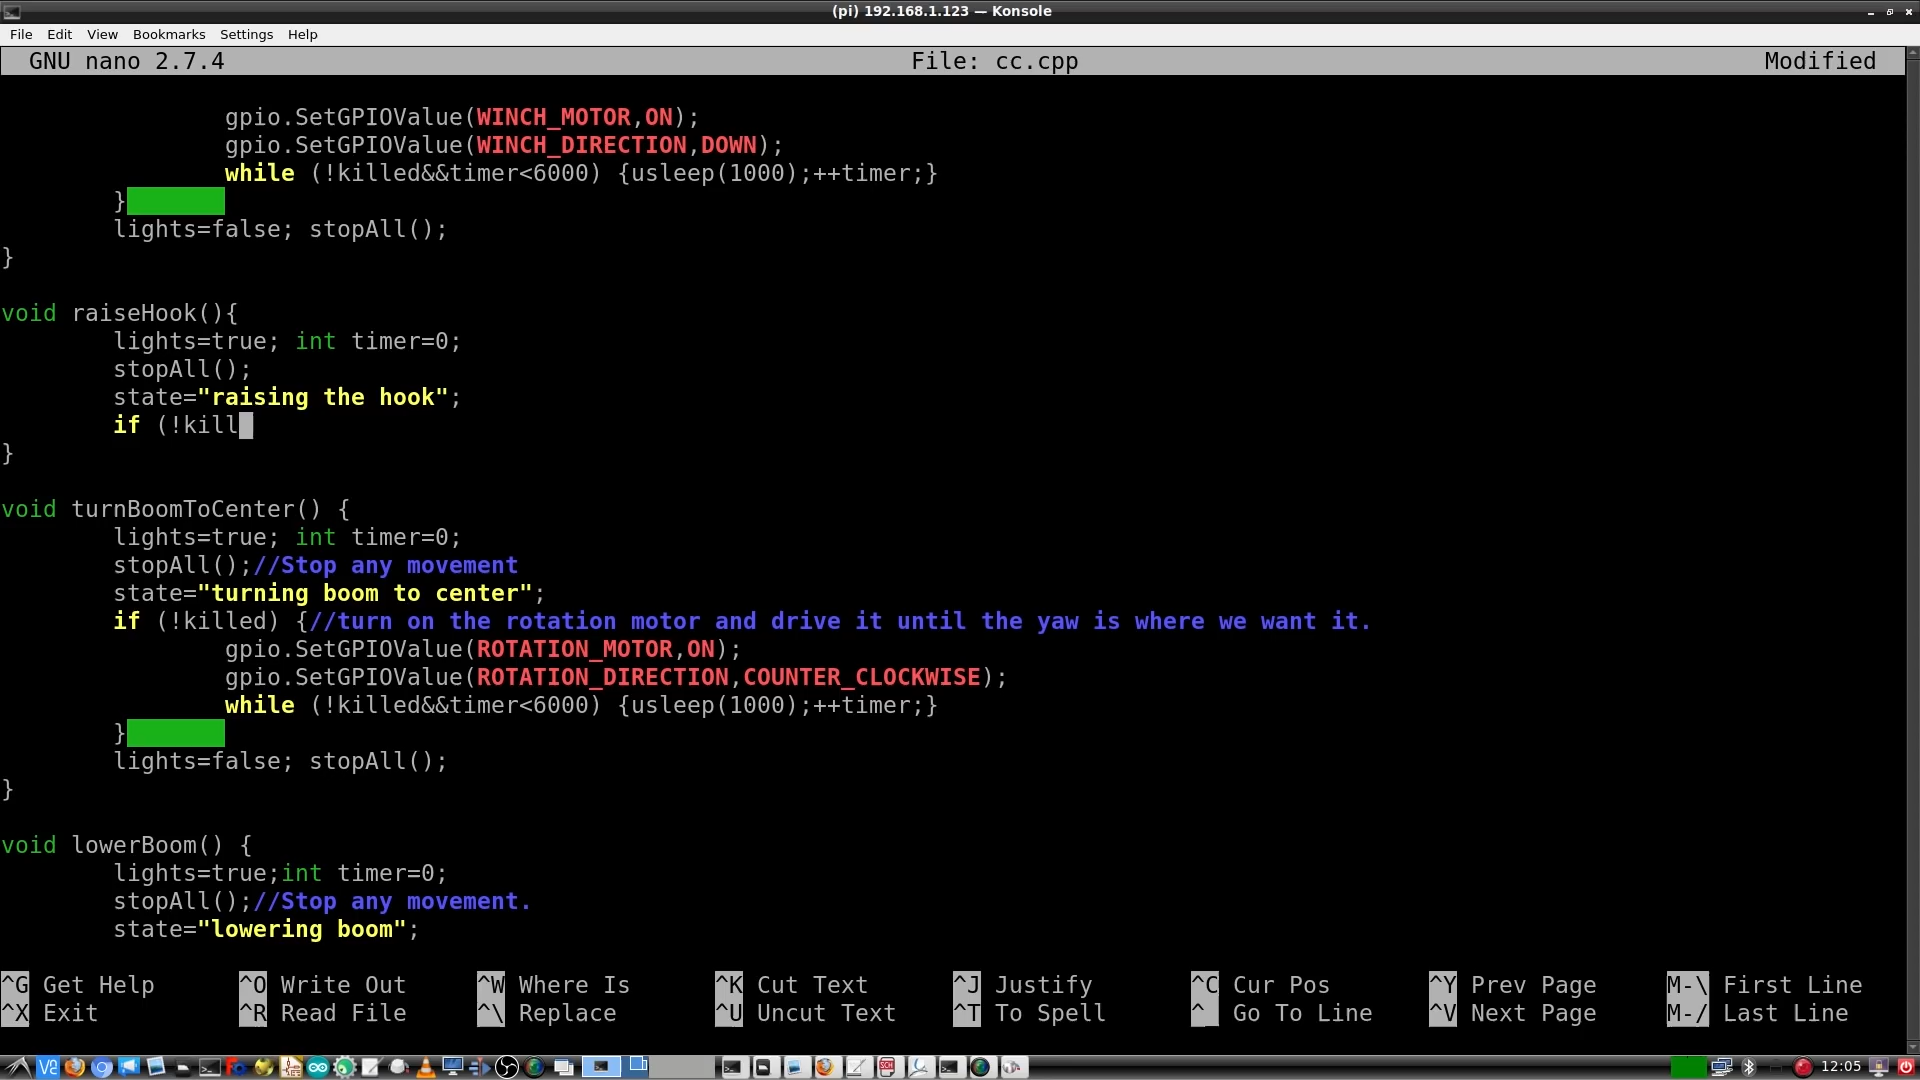 (pi) 192.168.1.123 — Konsole
File Edit View Bookmarks Settings Help
GNU nano 2.7.4 File: cc.cpp Modified
gpio.SetGPIOValue(WINCH_MOTOR,ON);
gpio.SetGPIOValue(WINCH_DIRECTION,DOWN);
while (!killed&&timer<6000) {usleep(1000);++timer;}
}
lights=false; stopAll();
}
void raiseHook(){
lights=true; int timer=0;
stopAll();
state="raising the hook";
if (!kill
}
void turnBoomToCenter() {
lights=true; int timer=0;
stopAll();//Stop any movement
state="turning boom to center";
if (!killed) {//turn on the rotation motor and drive it until the yaw is where we want it.
gpio.SetGPIOValue(ROTATION_MOTOR,ON);
gpio.SetGPIOValue(ROTATION_DIRECTION,COUNTER_CLOCKWISE);
while (!killed&&timer<6000) {usleep(1000);++timer;}
}
lights=false; stopAll();
}
void lowerBoom() {
lights=true;int timer=0;
stopAll();//Stop any movement.
state="lowering boom";
^G Get Help ^O Write Out ^W Where Is ^K Cut Text ^J Justify ^C Cur Pos ^Y Prev Page M-\ First Line
^X Exit ^R Read File ^\ Replace ^U Uncut Text ^T To Spell ^_ Go To Line ^V Next Page M-/ Last Line
12:05